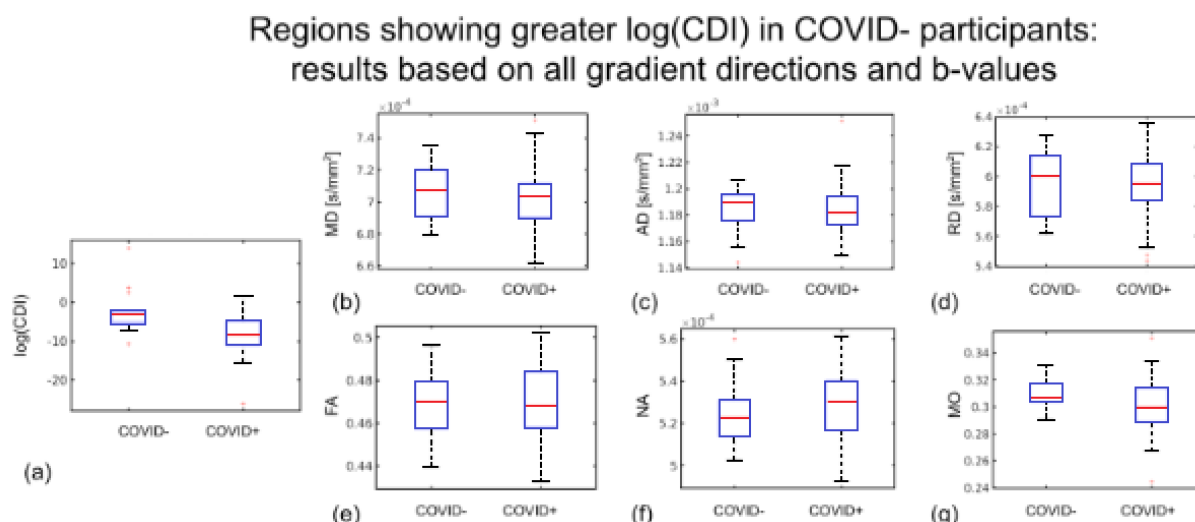 Regions showing greater log(CDI) in COVID- participants:
results based on all gradient directions and b-values
log(CDI)
10
0
-10
-20
COVID-
COVID+
(a)
×10⁻⁴
MD [s/mm²]
7.4
7.2
7
6.8
6.6
COVID-
COVID+
(b)
×10⁻³
AD [s/mm²]
1.24
1.22
1.2
1.18
1.16
1.14
COVID-
COVID+
(c)
×10⁻⁴
RD [s/mm²]
6.4
6.2
6
5.8
5.6
5.4
COVID-
COVID+
(d)
FA
0.5
0.48
0.46
0.44
COVID-
COVID+
(e)
×10⁻⁴
NA
5.6
5.4
5.2
5
COVID-
COVID+
(f)
MO
0.34
0.32
0.3
0.28
0.26
0.24
COVID-
COVID+
(g)